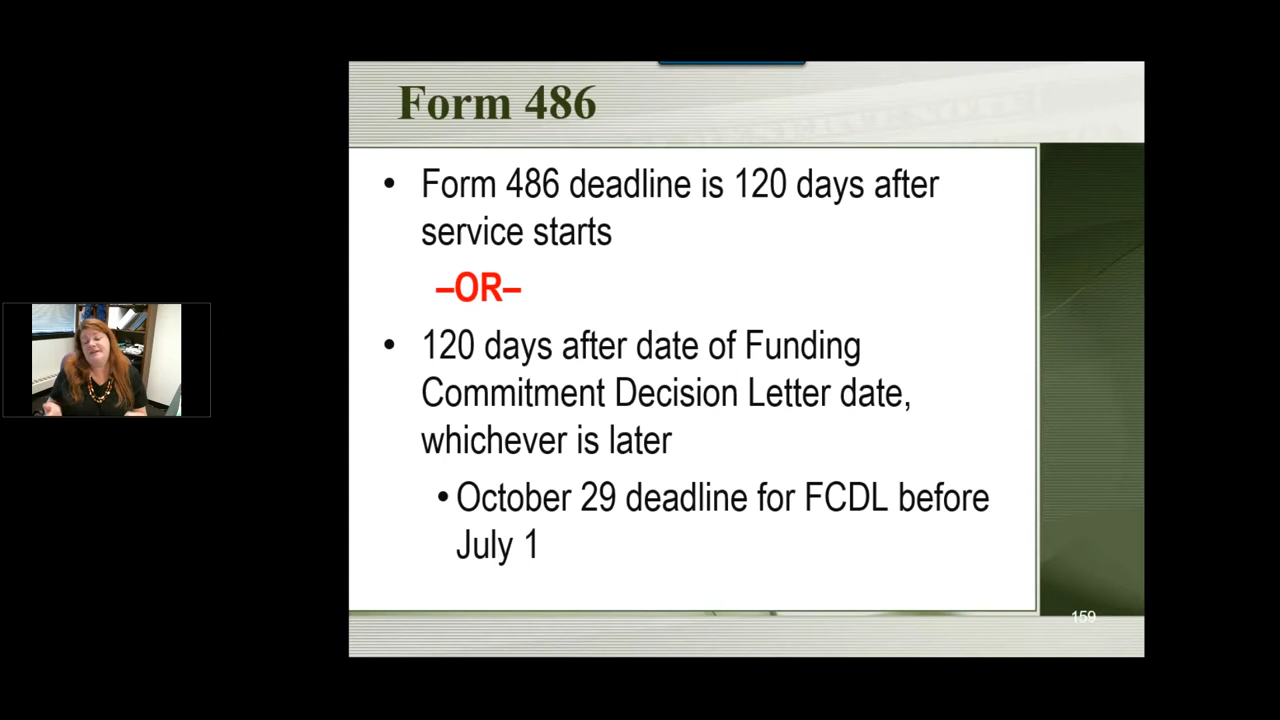 Form 486
• Form 486 deadline is 120 days after
service starts
–OR–
• 120 days after date of Funding
Commitment Decision Letter date,
whichever is later
• October 29 deadline for FCDL before
July 1
159